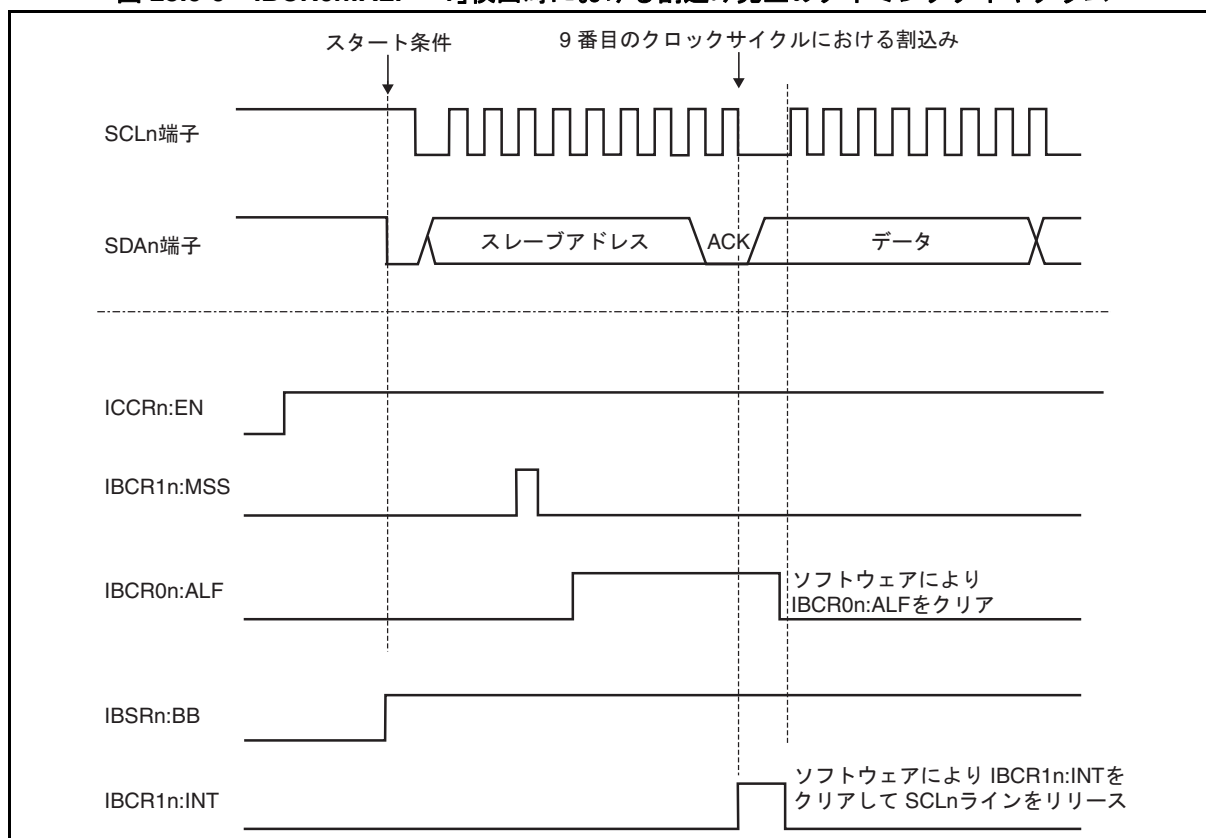 スタート条件
9 番目のクロックサイクルにおける割込み
SCLn端子
SDAn端子
スレーブアドレス
ACK
データ
ICCRn:EN
IBCR1n:MSS
IBCR0n:ALF
ソフトウェアにより
IBCR0n:ALFをクリア
IBSRn:BB
IBCR1n:INT
ソフトウェアにより IBCR1n:INTを
クリアして SCLnラインをリリース